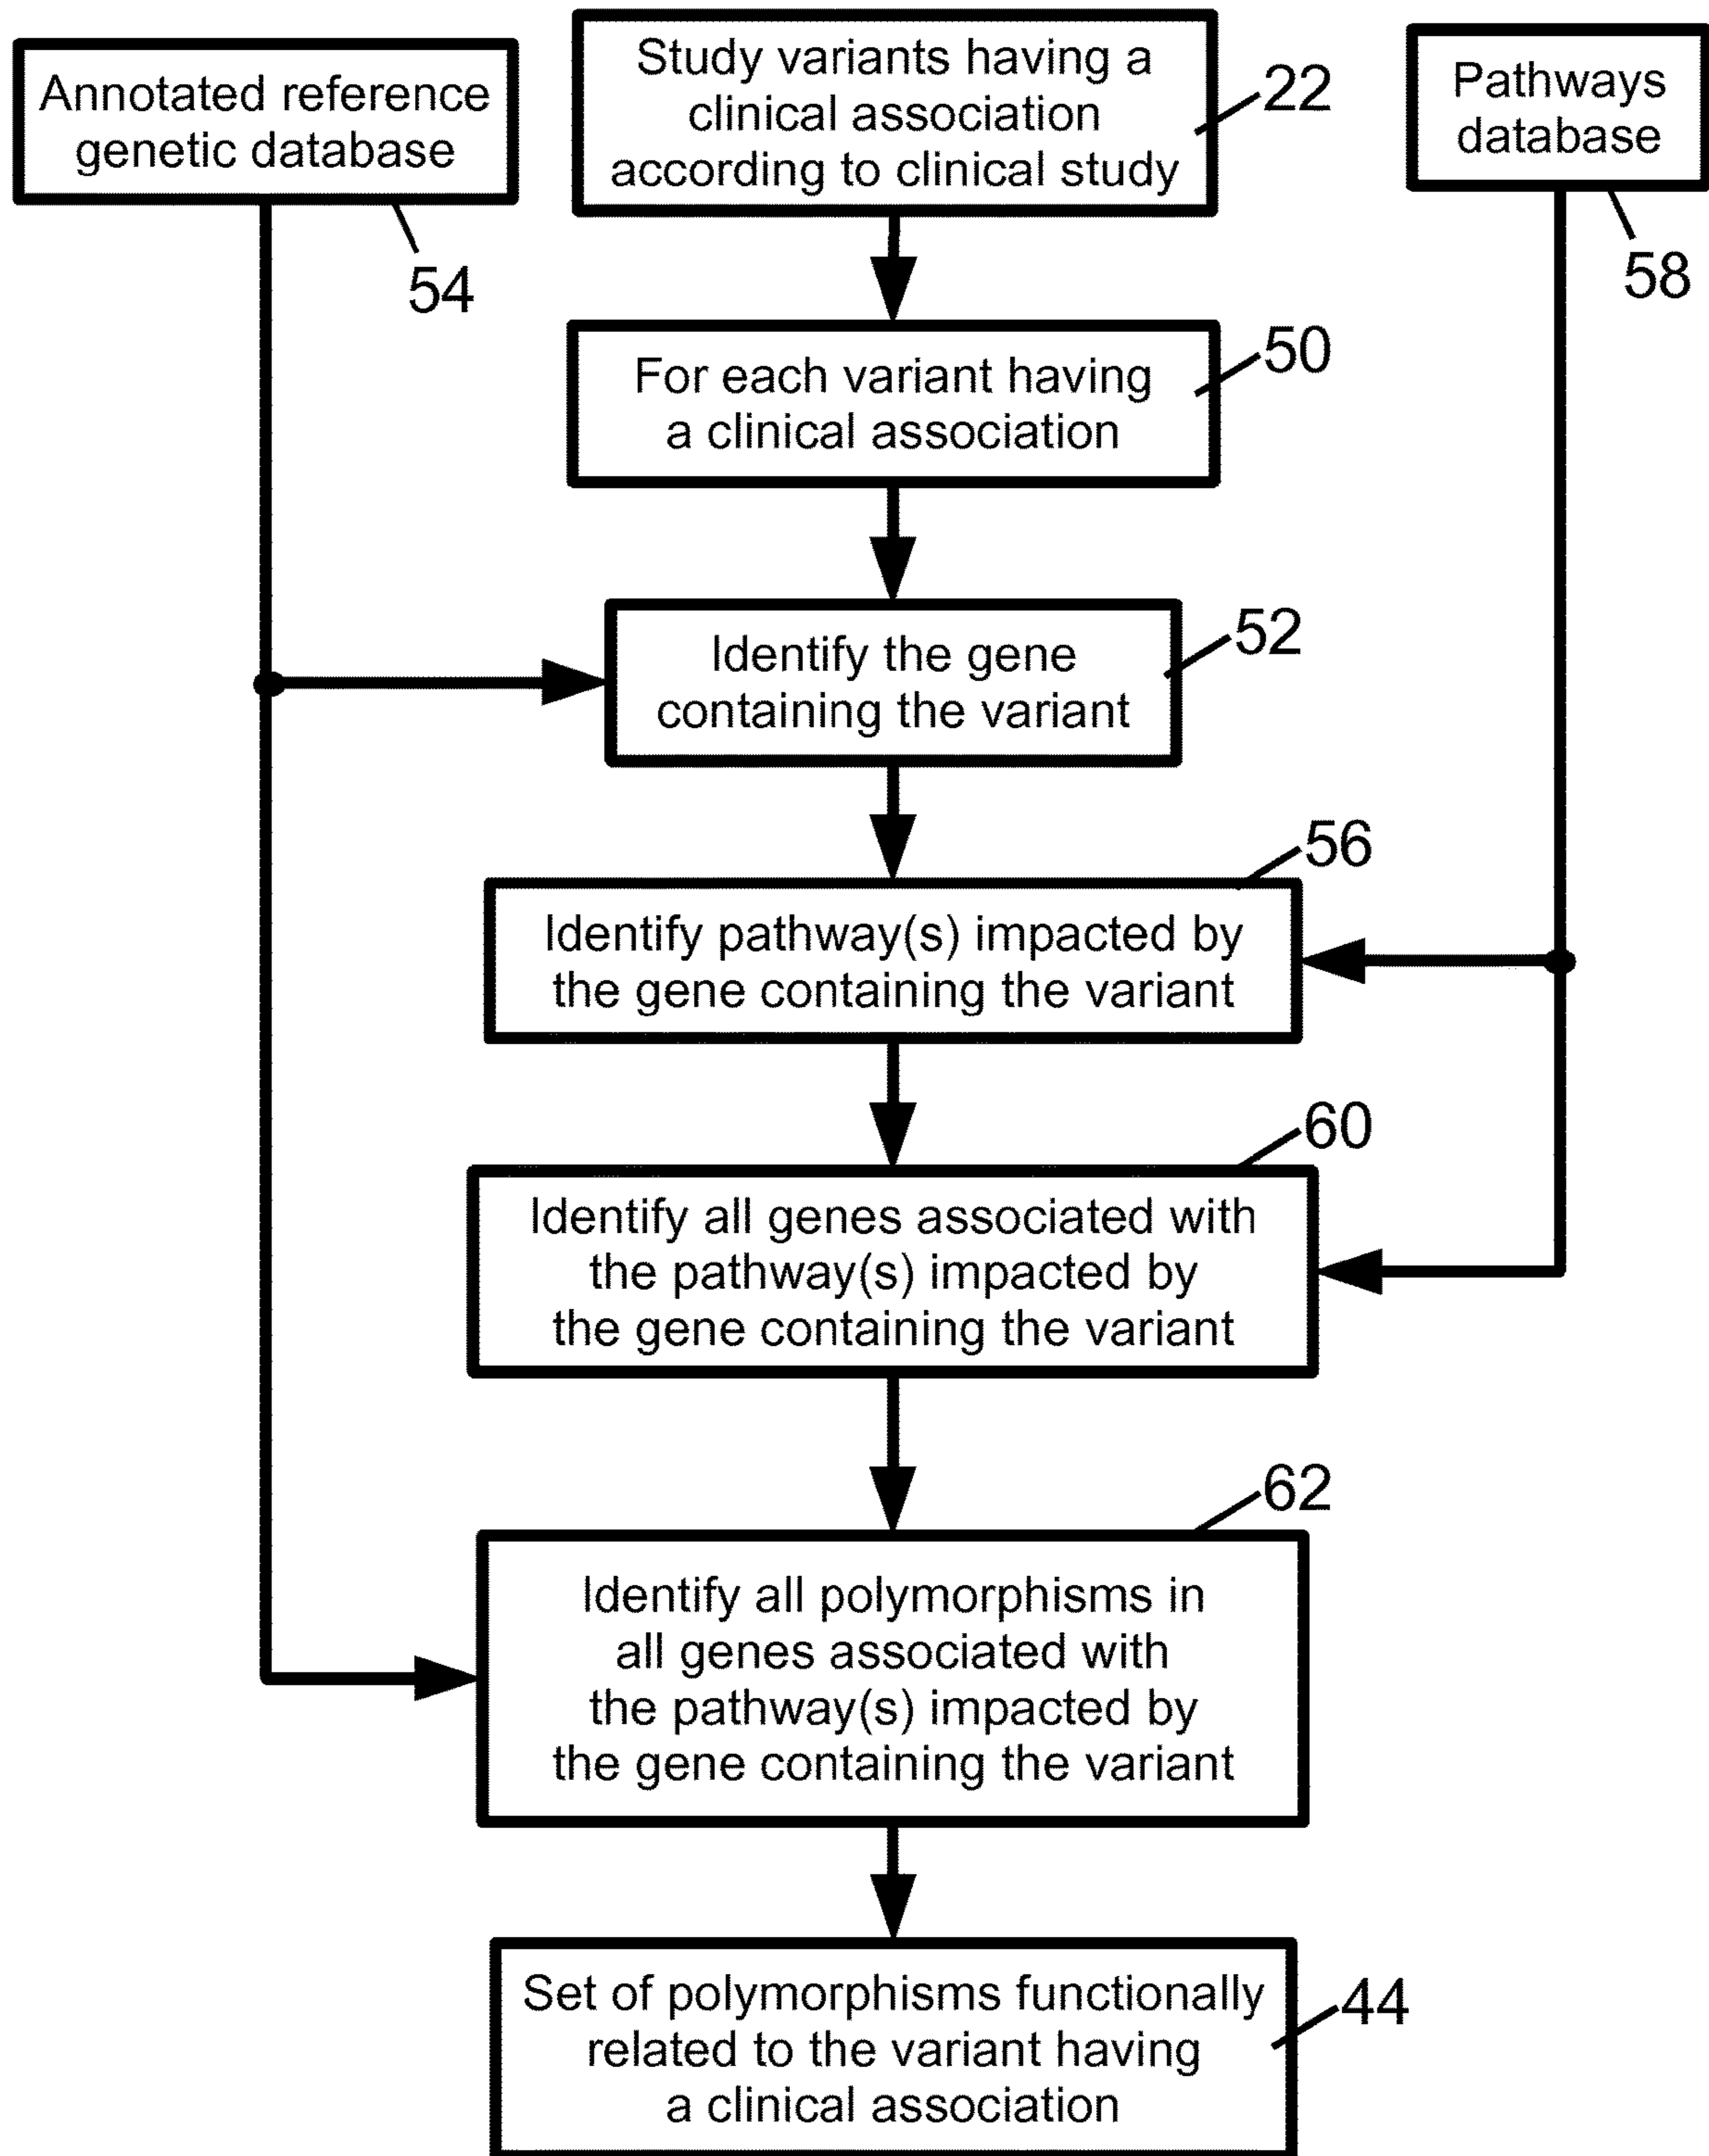 Annotated reference
genetic database
54
Study variants having a
clinical association
according to clinical study
22
Pathways
database
58
For each variant having
a clinical association
50
Identify the gene
containing the variant
52
Identify pathway(s) impacted by
the gene containing the variant
56
Identify all genes associated with
the pathway(s) impacted by
the gene containing the variant
60
Identify all polymorphisms in
all genes associated with
the pathway(s) impacted by
the gene containing the variant
62
Set of polymorphisms functionally
related to the variant having
a clinical association
44